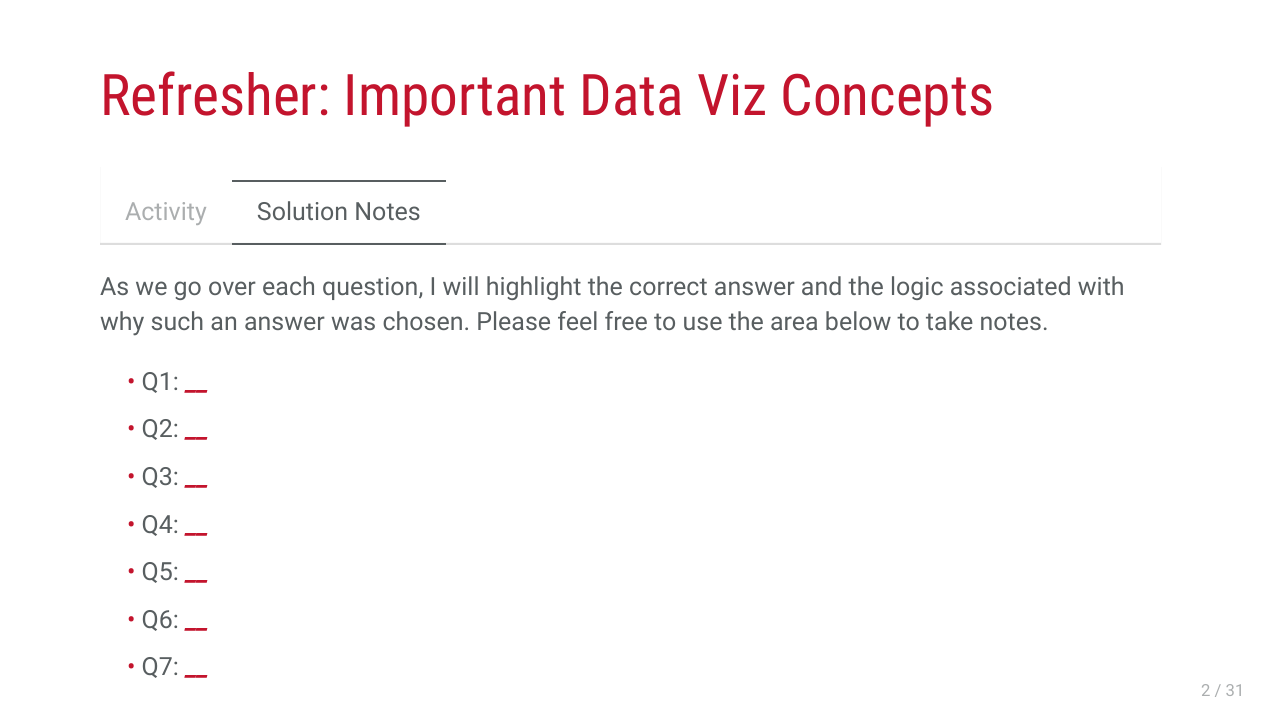 Refresher: Important Data Viz Concepts
Activity
Solution Notes
As we go over each question, I will highlight the correct answer and the logic associated with
why such an answer was chosen. Please feel free to use the area below to take notes.
• Q1: __
• Q2: __
• Q3: __
• Q4: __
• Q5: __
• Q6: __
• Q7: __
2 / 31